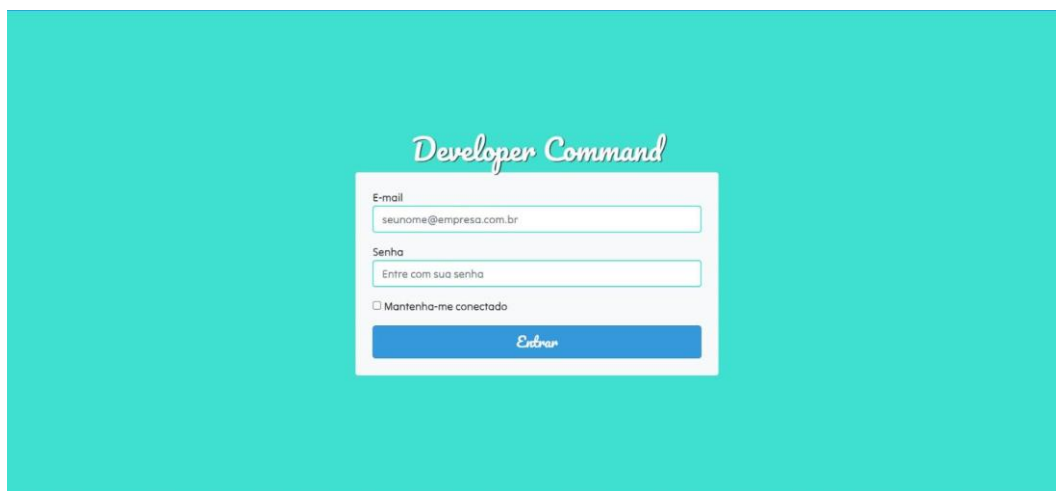 Developer Command
E-mail
seunome@empresa.com.br
Senha
Entre com sua senha
Mantenha-me conectado
Entrar